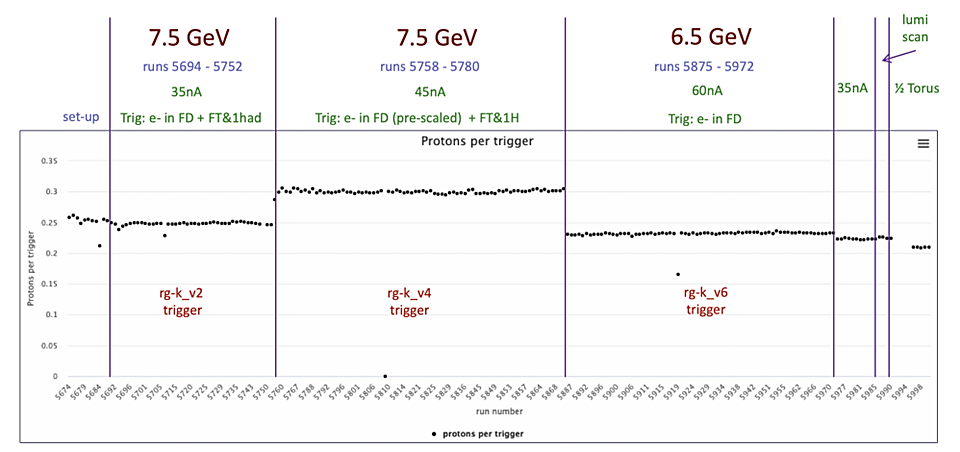 lumi
scan
7.5 GeV
7.5 GeV
6.5 GeV
runs 5694 - 5752
runs 5758 - 5780
runs 5875 - 5972
35nA
45nA
60nA
35nA
½ Torus
set-up
Trig: e- in FD + FT&1had
Trig: e- in FD (pre-scaled) + FT&1H
Trig: e- in FD
Protons per trigger
0.35
0.3
0.25
0.2
0.15
0.1
0.05
0
Protons per trigger
rg-k_v2
trigger
rg-k_v4
trigger
rg-k_v6
trigger
5674 5679 5684 5692 5696 5701 5705 5715 5720 5725 5729 5735 5743 5750 5760 5767 5788 5792 5796 5801 5806 5810 5814 5821 5825 5829 5836 5845 5849 5853 5857 5864 5868 5887 5892 5896 5900 5906 5911 5915 5919 5924 5929 5934 5938 5942 5951 5955 5960 5966 5970 5977 5981 5985 5990 5994 5998
run number
protons per trigger